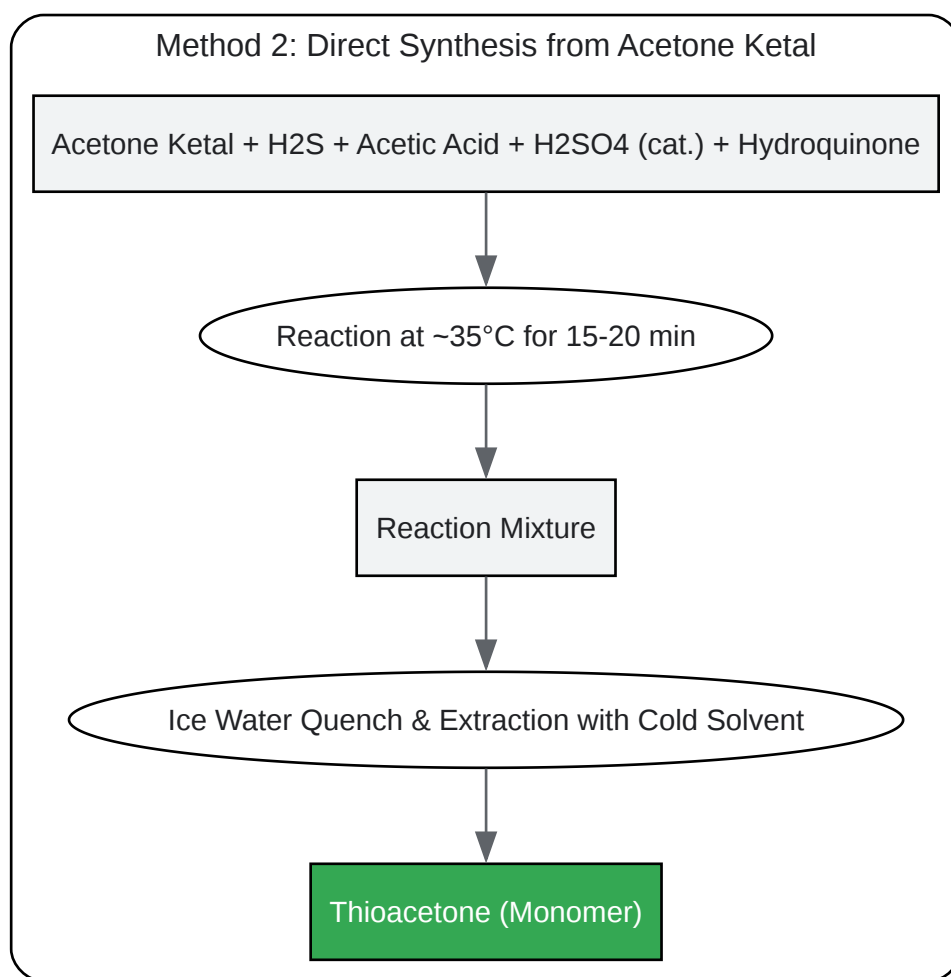 Method 2: Direct Synthesis from Acetone Ketal
Acetone Ketal + H2S + Acetic Acid + H2SO4 (cat.) + Hydroquinone
Reaction at ~35°C for 15-20 min
Reaction Mixture
Ice Water Quench & Extraction with Cold Solvent
Thioacetone (Monomer)